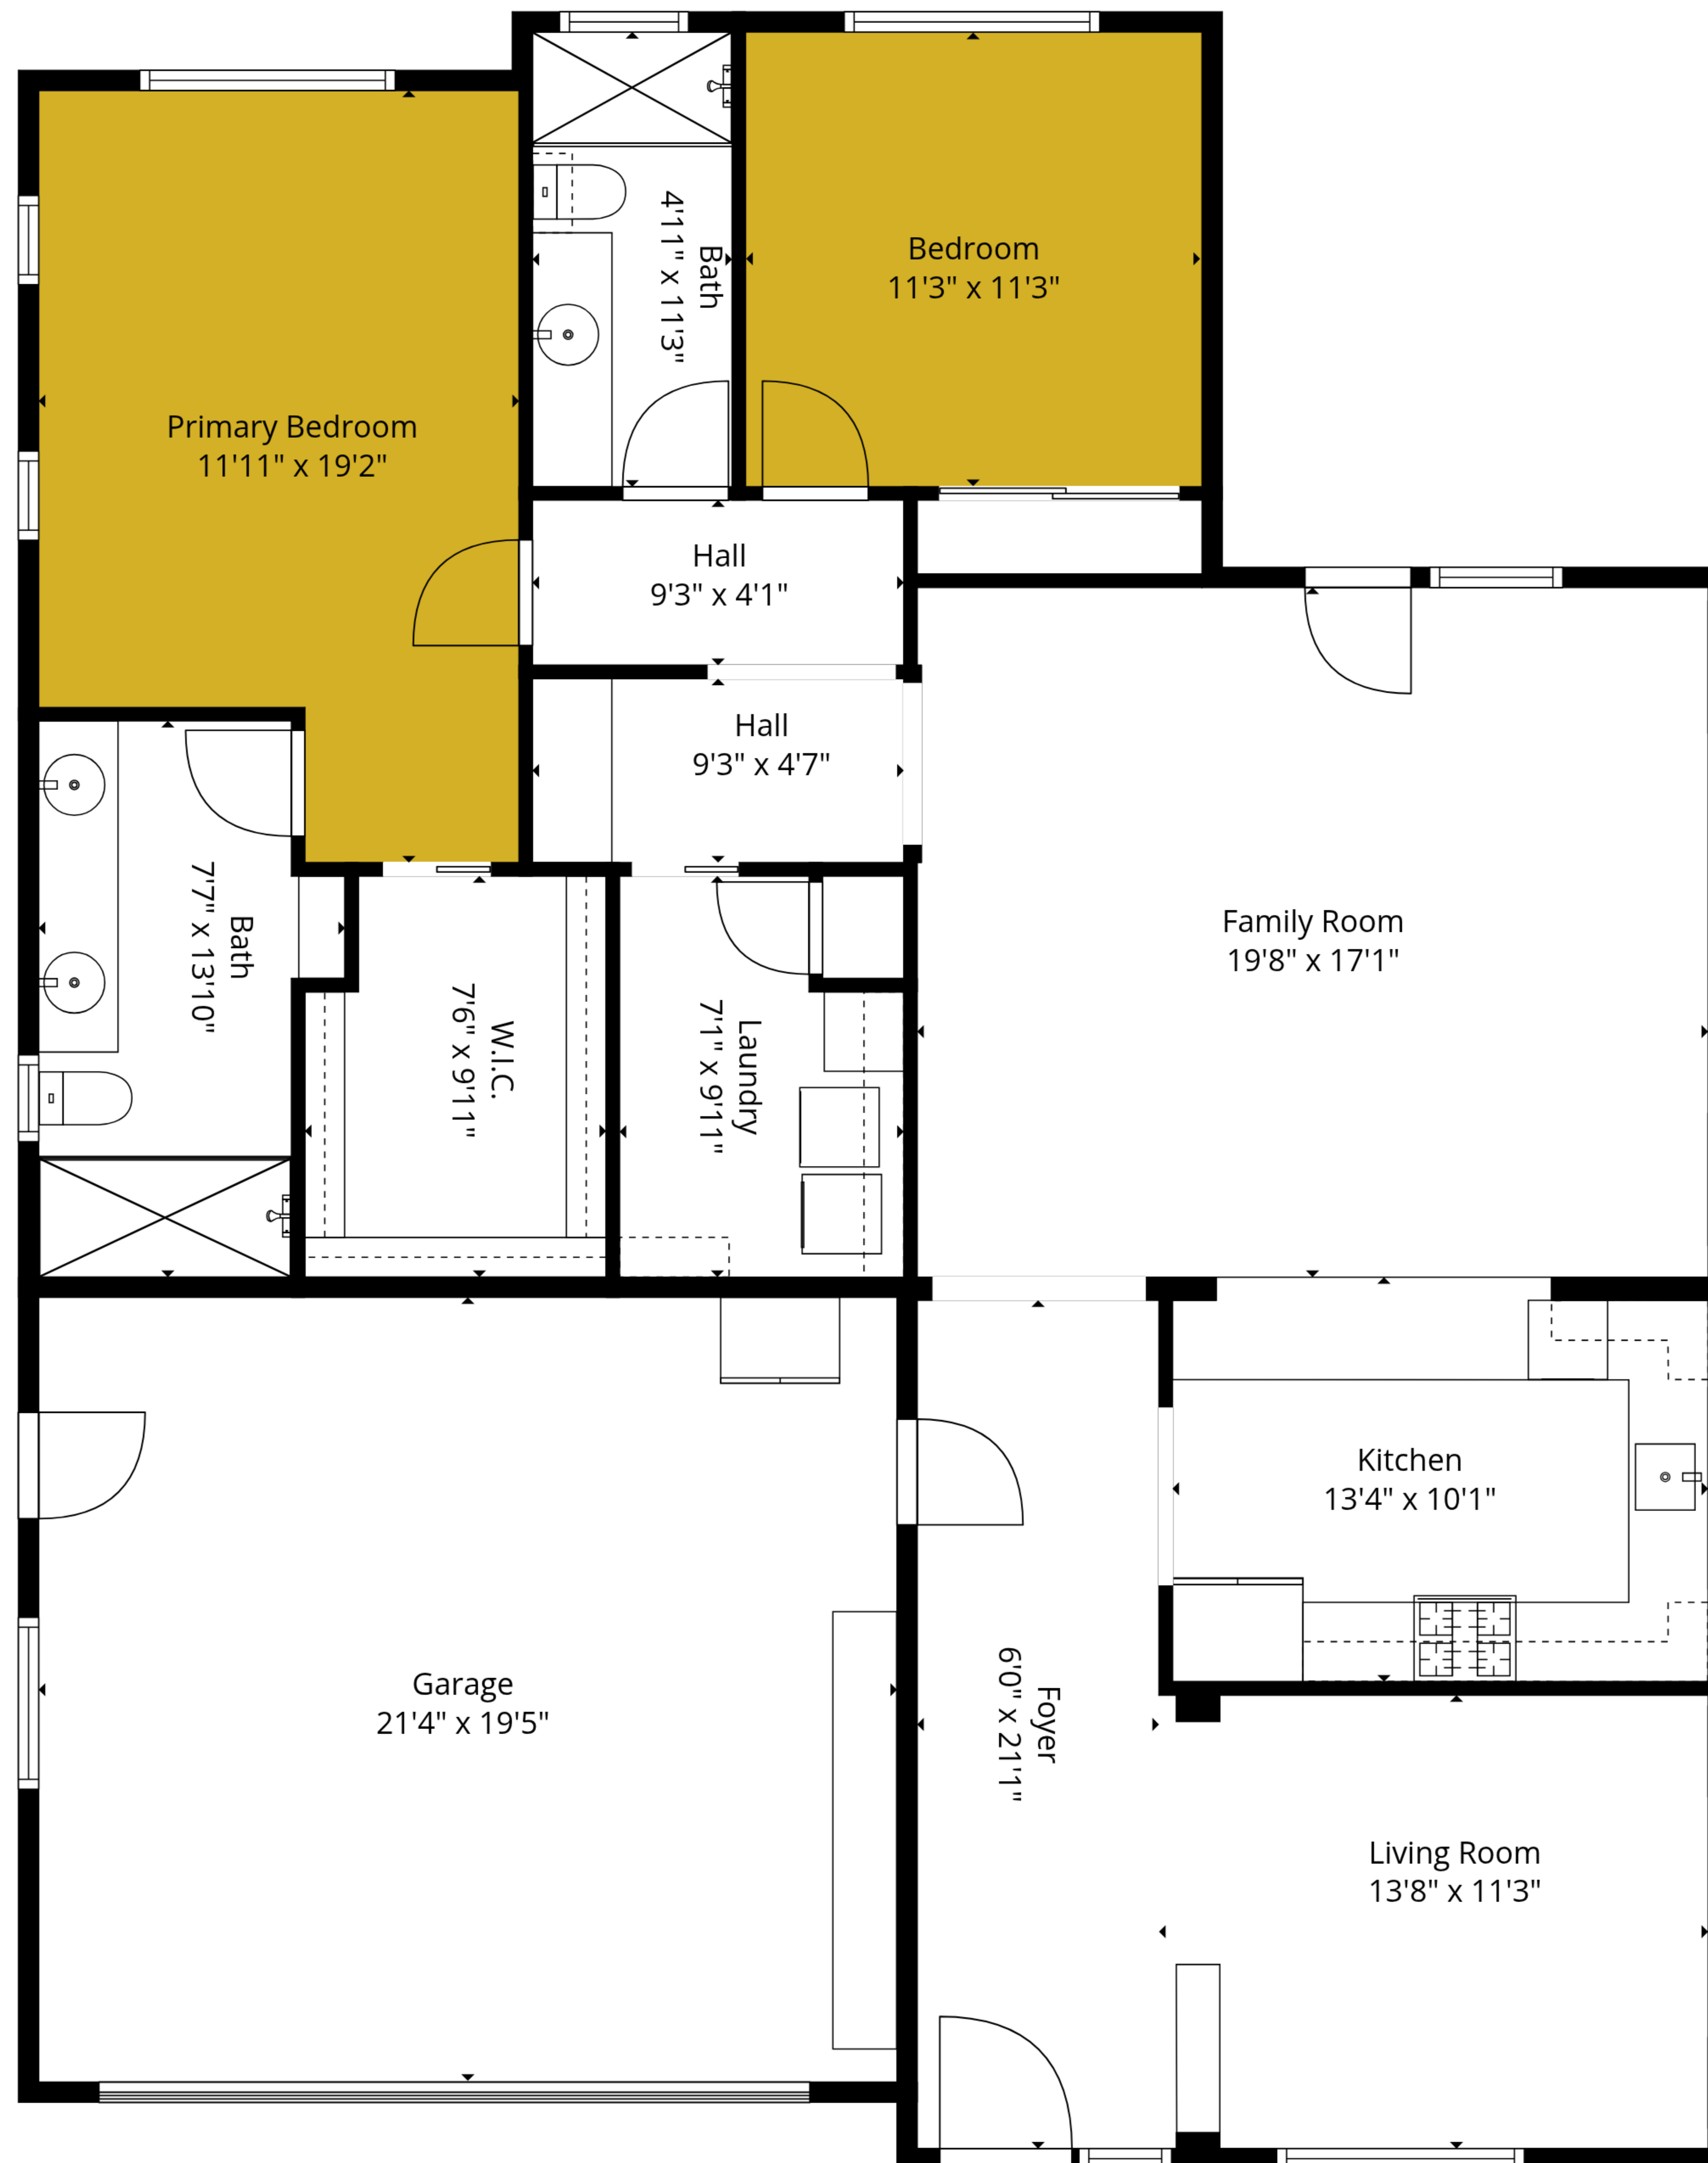 Bedroom
11'3" x 11'3"
Bath
4'11" x 11'3"
Primary Bedroom
11'11" x 19'2"
Hall
9'3" x 4'1"
Hall
9'3" x 4'7"
Family Room
19'8" x 17'1"
Bath
7'7" x 13'10"
W.I.C.
7'6" x 9'11"
Laundry
7'1" x 9'11"
Kitchen
13'4" x 10'1"
Garage
21'4" x 19'5"
Foyer
6'0" x 21'1"
Living Room
13'8" x 11'3"